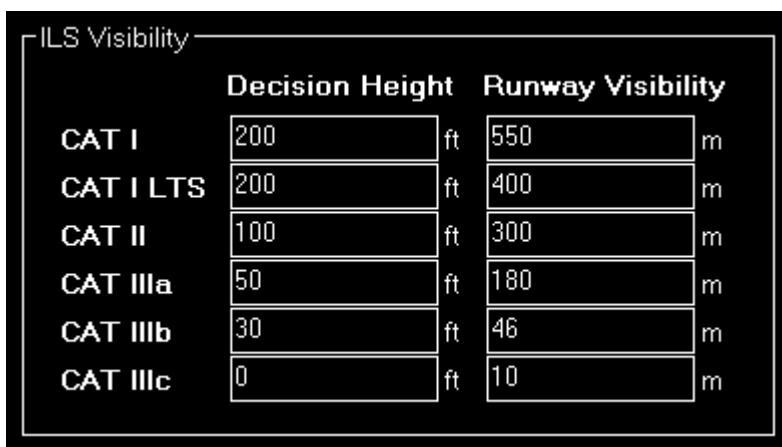 ILS Visibility
Decision Height Runway Visibility
CAT I 200 ft 550 m
CAT I LTS 200 ft 400 m
CAT II 100 ft 300 m
CAT IIIa 50 ft 180 m
CAT IIIb 30 ft 46 m
CAT IIIc 0 ft 10 m